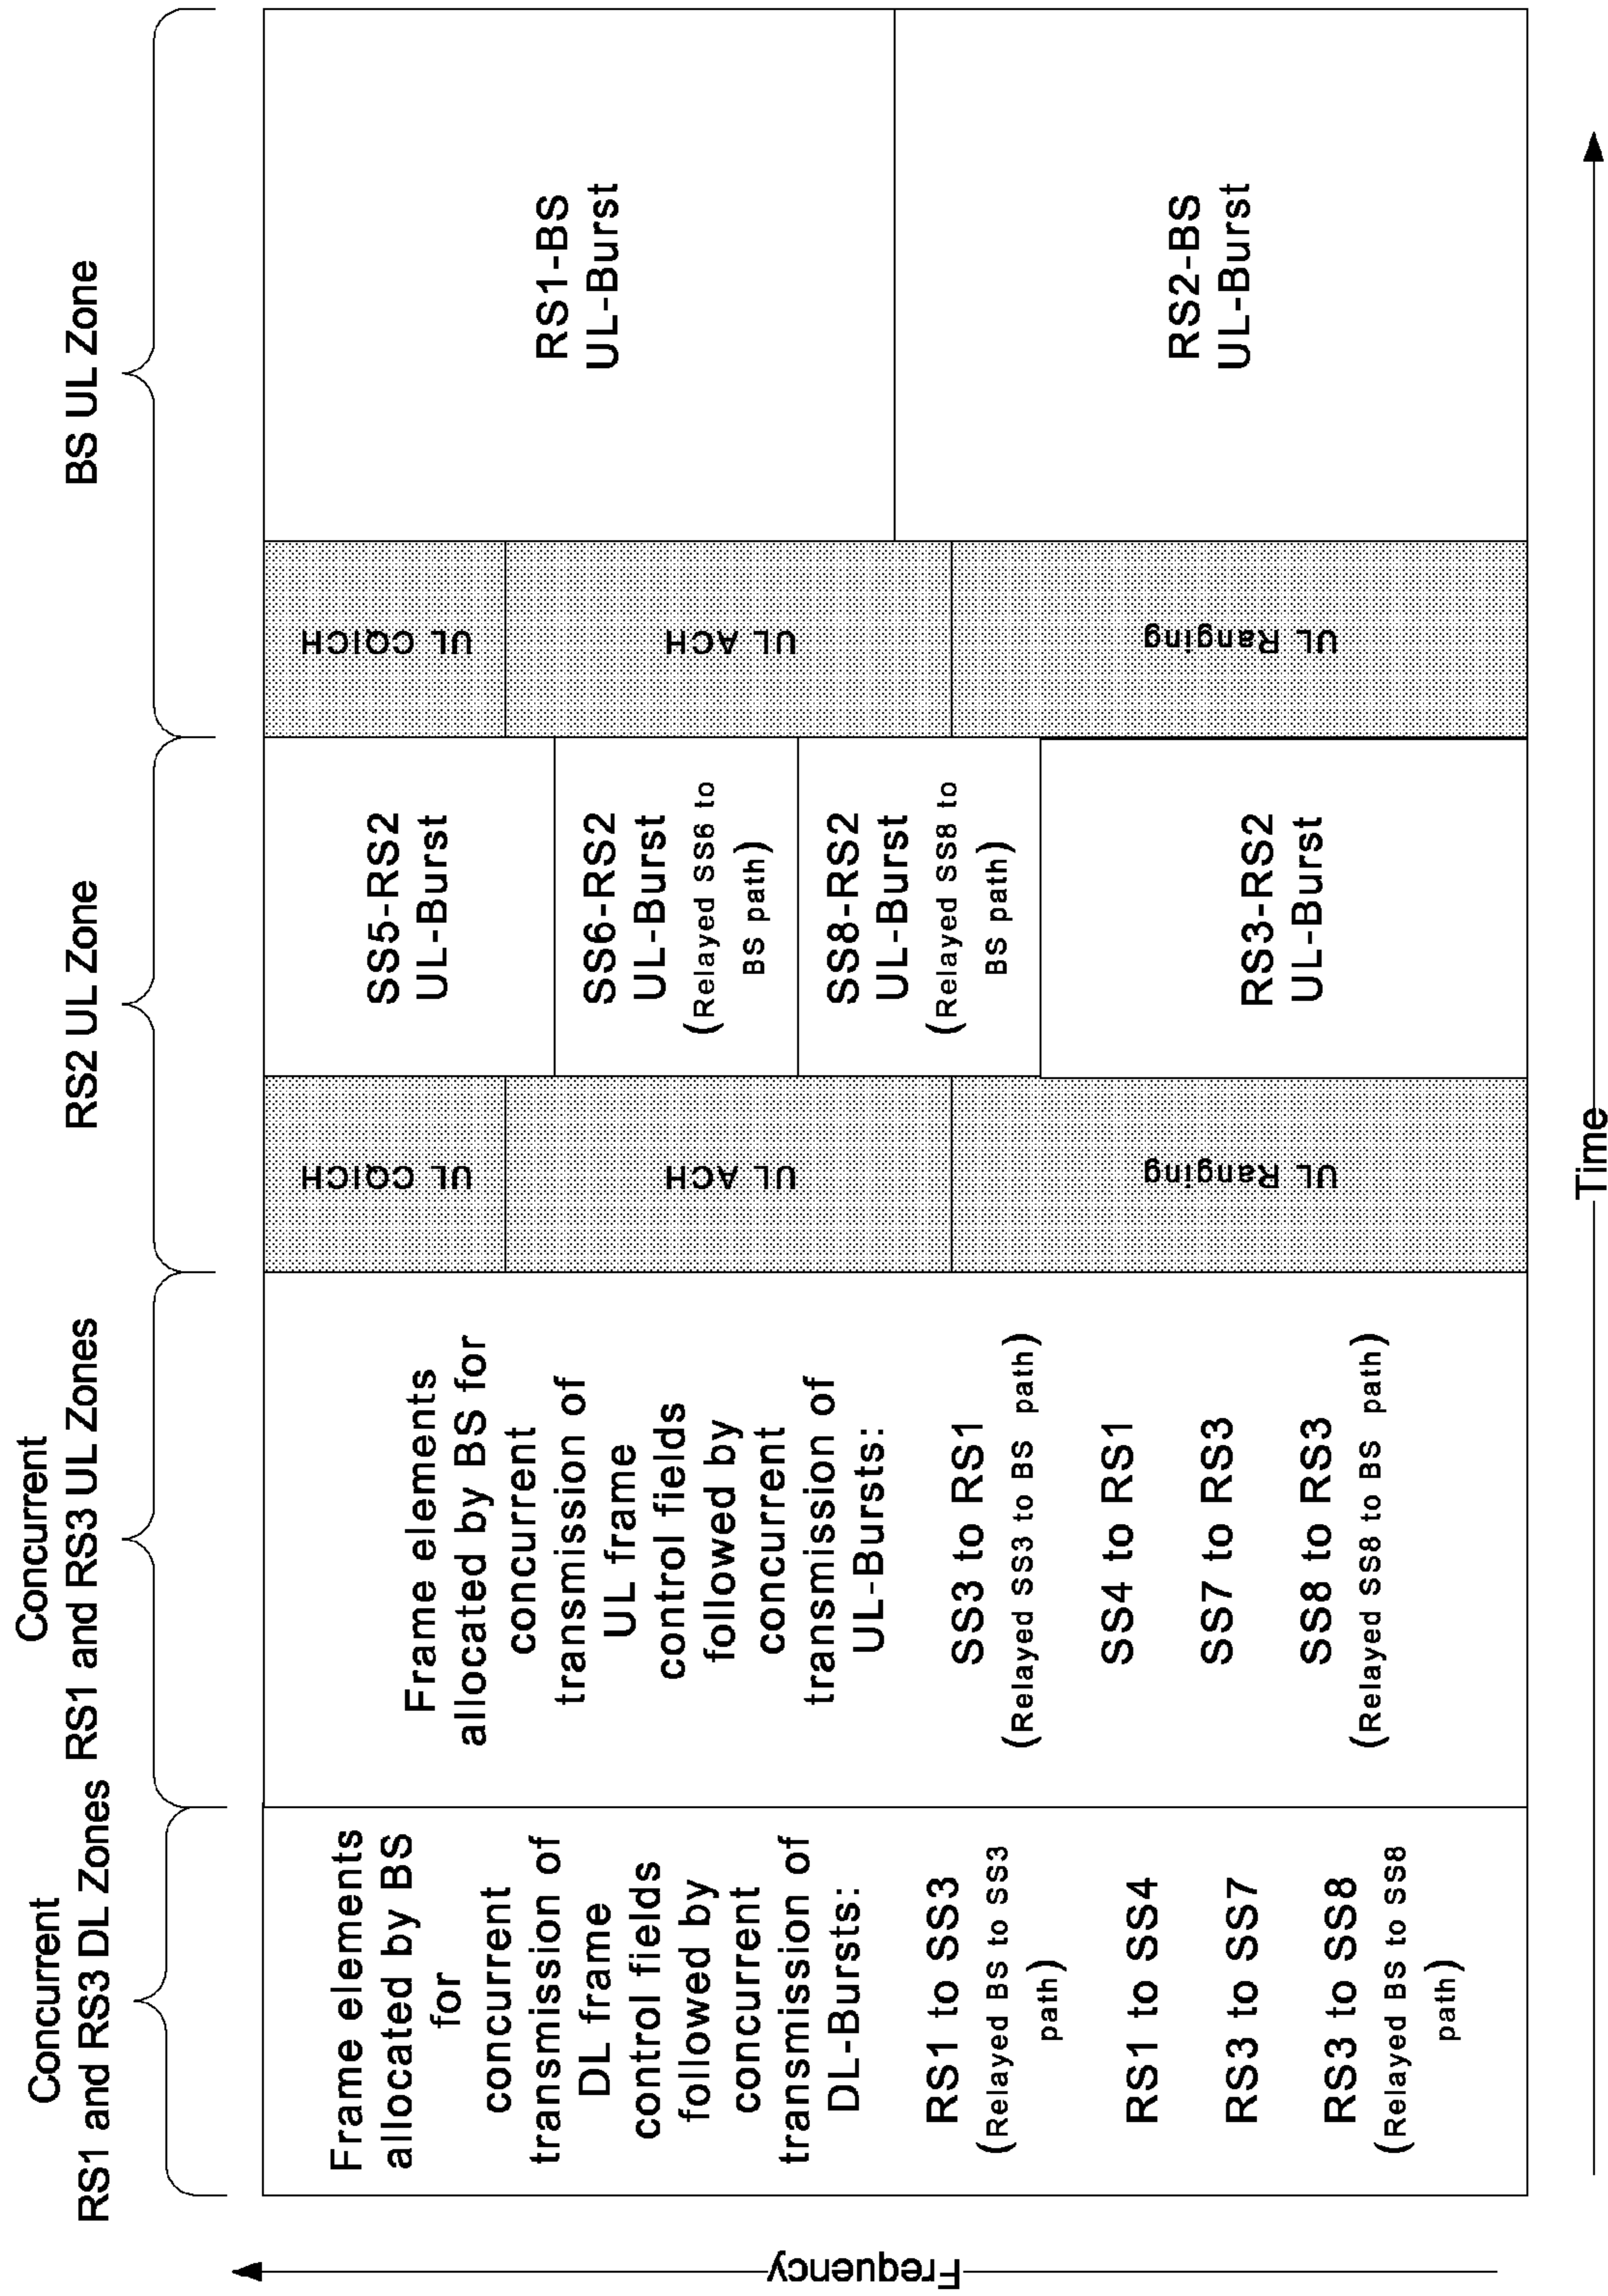 Concurrent
RS1 and RS3 DL Zones
Concurrent
RS1 and RS3 UL Zones
RS2 UL Zone
BS UL Zone
Frequency
Frame elements
allocated by BS
for
concurrent
transmission of
DL frame
control fields
followed by
concurrent
transmission of
DL-Bursts:
RS1 to SS3
(Relayed BS to SS3
path)
RS1 to SS4
RS3 to SS7
RS3 to SS8
(Relayed BS to SS8
path)
Frame elements
allocated by BS for
concurrent
transmission of
UL frame
control fields
followed by
concurrent
transmission of
UL-Bursts:
SS3 to RS1
(Relayed SS3 to BS path)
SS4 to RS1
SS7 to RS3
SS8 to RS3
(Relayed SS8 to BS path)
UL CQICH
UL ACH
UL Ranging
SS5-RS2
UL-Burst
SS6-RS2
UL-Burst
(Relayed SS6 to
BS path)
SS8-RS2
UL-Burst
(Relayed SS8 to
BS path)
RS3-RS2
UL-Burst
UL CQICH
UL ACH
UL Ranging
RS1-BS
UL-Burst
RS2-BS
UL-Burst
Time